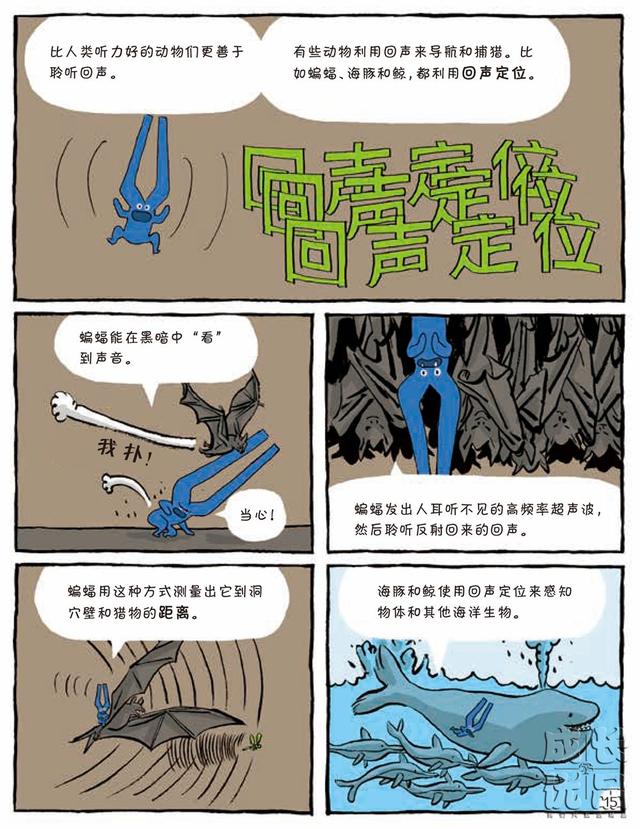 比人类听力好的动物们更善于
聆听回声。
有些动物利用回声来导航和捕猎。比
如蝙蝠、海豚和鲸，都利用回声定位。
回声定位
回声定位
蝙蝠能在黑暗中“看”
到声音。
我扑！
当心！
蝙蝠发出人耳听不见的高频率超声波，
然后聆听反射回来的回声。
蝙蝠用这种方式测量出它到洞
穴壁和猎物的距离。
海豚和鲸使用回声定位来感知
物体和其他海洋生物。
成长
15